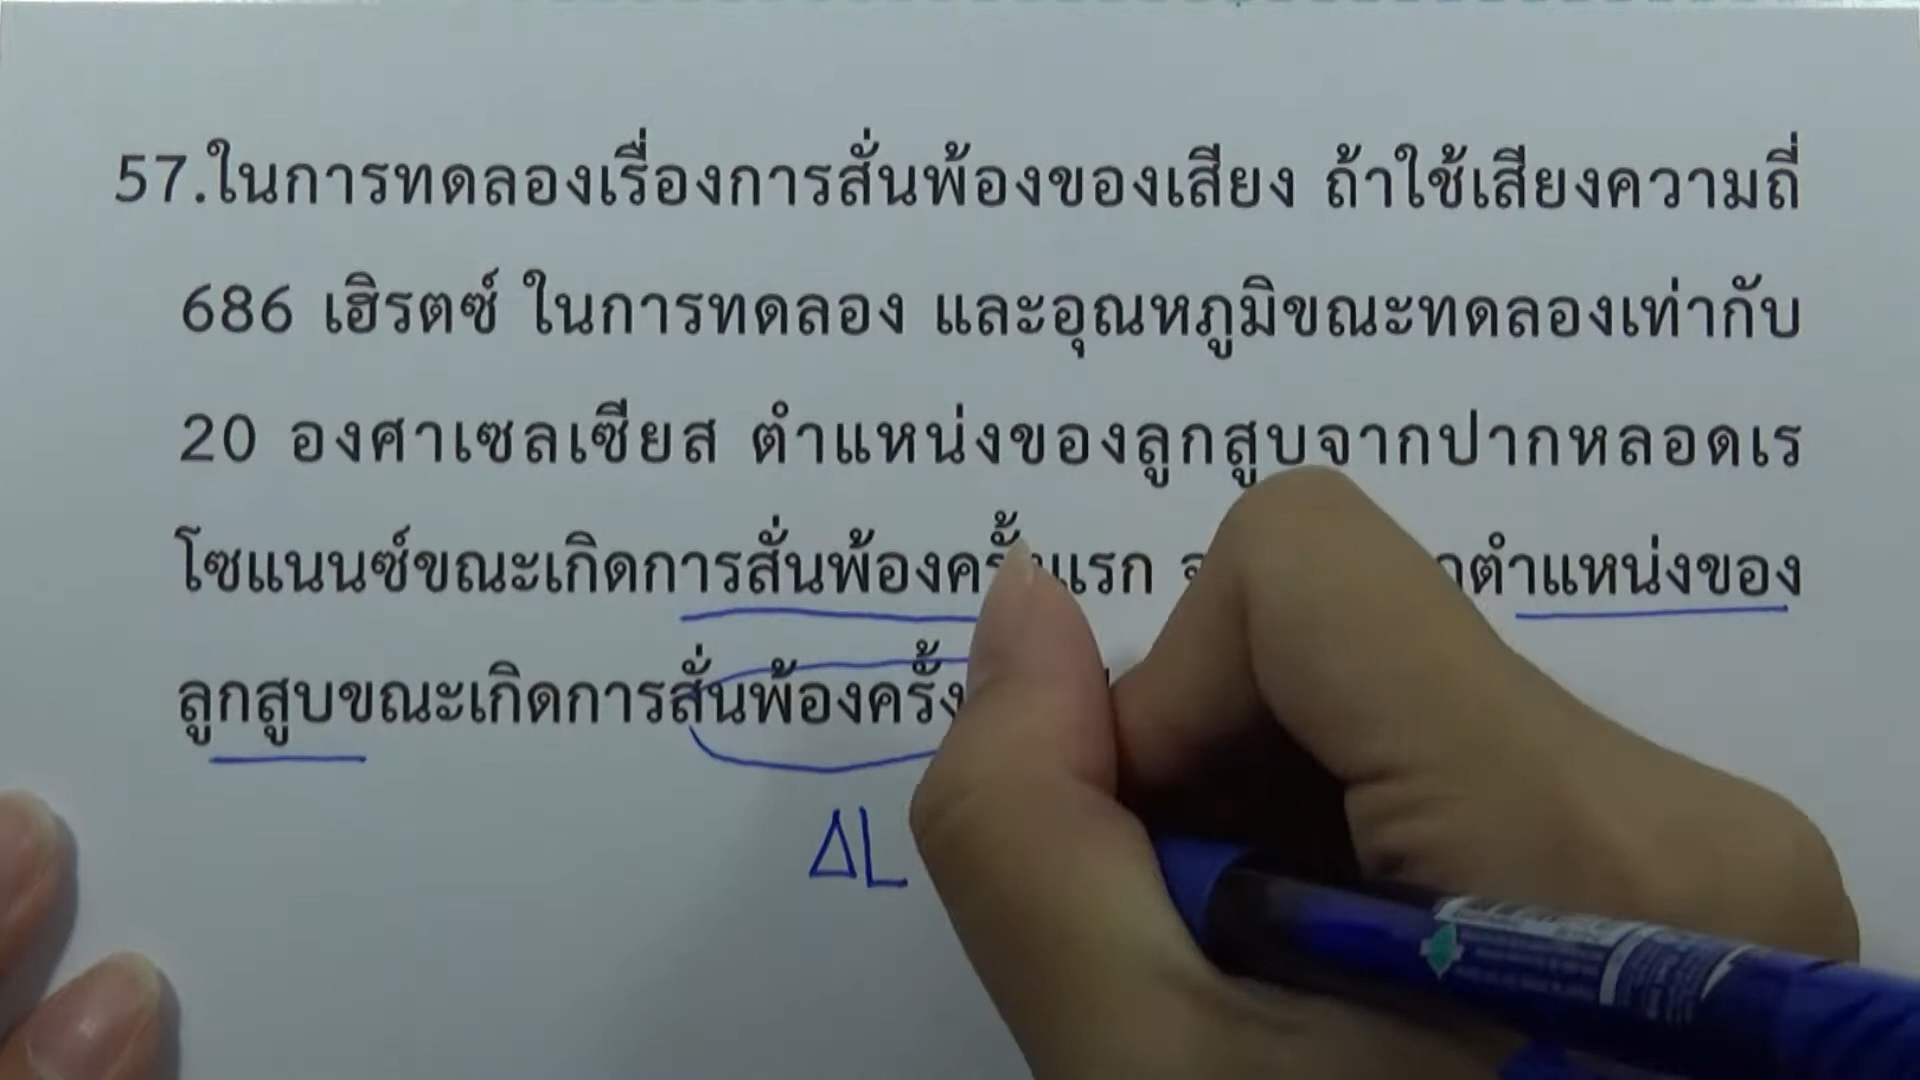 57.ในการทดลองเรื่องการสั่นพ้องของเสียง ถ้าใช้เสียงความถี่
686 เฮิรตซ์ ในการทดลอง และอุณหภูมิขณะทดลองเท่ากับ
20 องศาเซลเซียส ตำแหน่งของลูกสูบจากปากหลอดเร
โซแนนซ์ขณะเกิดการสั่นพ้องครั้งแรก ตำแหน่งของ
ลูกสูบขณะเกิดการสั่นพ้องครั้ง
ΔL